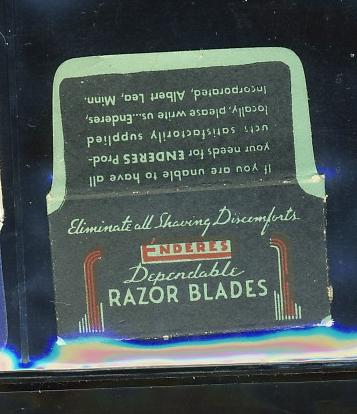 If you are unable to have all
your needs for ENDERES Prod-
ucts satisfactorily supplied
locally, please write us...Enderes,
Incorporated, Albert Lea, Minn.
Eliminate all Shaving Discomforts
ENDERES
Dependable
RAZOR BLADES